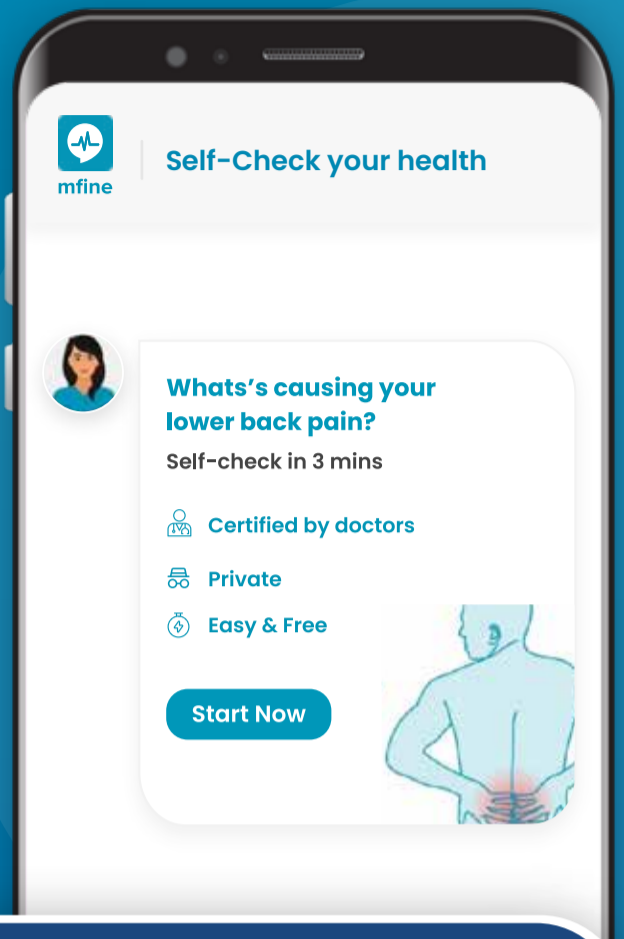 mfine
Self-Check your health
Whats's causing your
lower back pain?
Self-check in 3 mins
Certified by doctors
Private
Easy & Free
Start Now